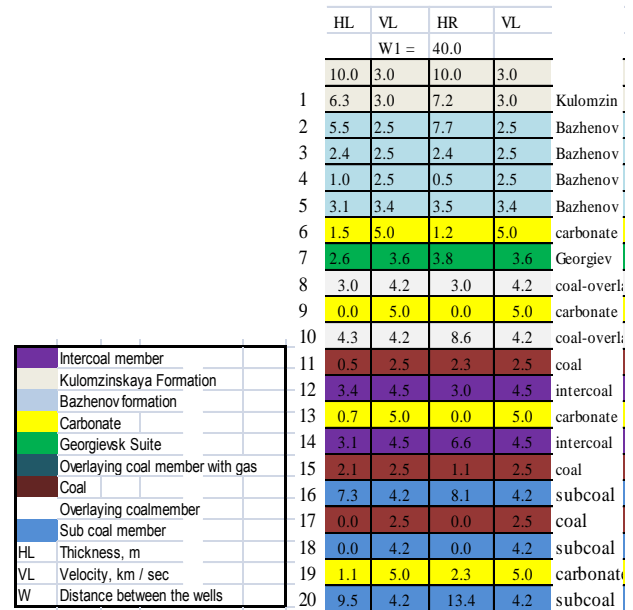 HL VL HR VL
W1 = 40.0
10.0 3.0 10.0 3.0
1 6.3 3.0 7.2 3.0 Kulomzin
2 5.5 2.5 7.7 2.5 Bazhenov
3 2.4 2.5 2.4 2.5 Bazhenov
4 1.0 2.5 0.5 2.5 Bazhenov
5 3.1 3.4 3.5 3.4 Bazhenov
6 1.5 5.0 1.2 5.0 carbonate
7 2.6 3.6 3.8 3.6 Georgiev
8 3.0 4.2 3.0 4.2 coal-overla
9 0.0 5.0 0.0 5.0 carbonate
10 4.3 4.2 8.6 4.2 coal-overla
11 0.5 2.5 2.3 2.5 coal
12 3.4 4.5 3.0 4.5 intercoal
13 0.7 5.0 0.0 5.0 carbonate
14 3.1 4.5 6.6 4.5 intercoal
15 2.1 2.5 1.1 2.5 coal
16 7.3 4.2 8.1 4.2 subcoal
17 0.0 2.5 0.0 2.5 coal
18 0.0 4.2 0.0 4.2 subcoal
19 1.1 5.0 2.3 5.0 carbonate
20 9.5 4.2 13.4 4.2 subcoal
Intercoal member
Kulomzinskaya Formation
Bazhenov formation
Carbonate
Georgievsk Suite
Overlaying coal member with gas
Coal
Overlaying coalmember
Sub coal member
HL Thickness, m
VL Velocity, km / sec
W Distance between the wells